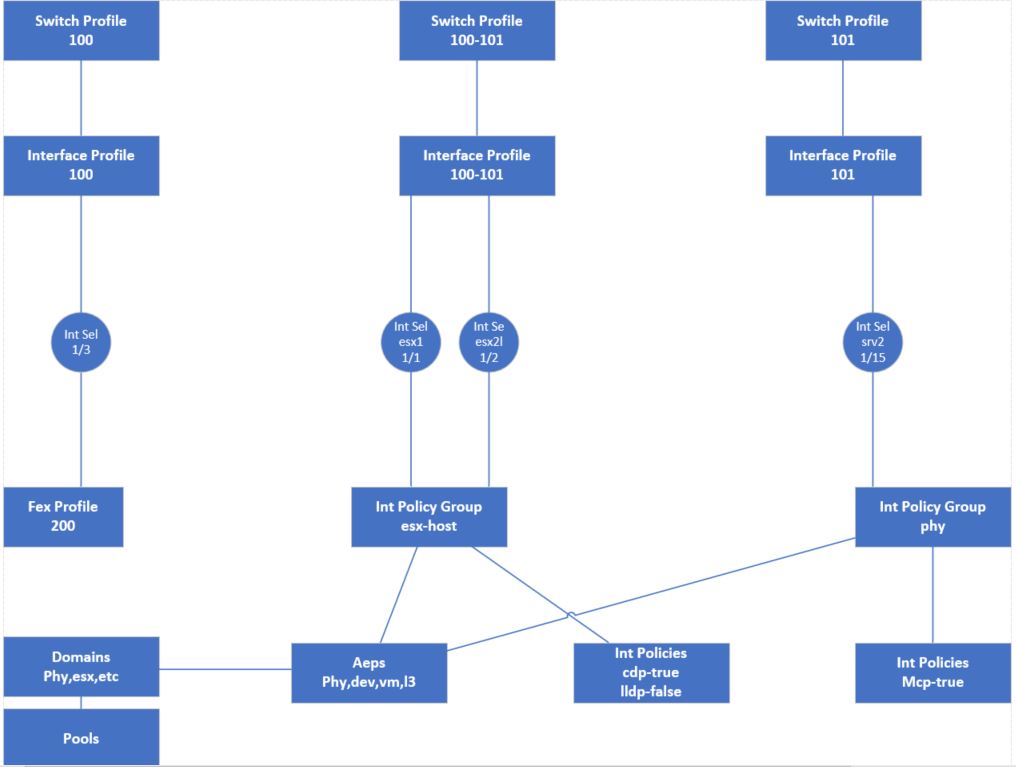 Switch Profile
100
Switch Profile
100-101
Switch Profile
101
Interface Profile
100
Interface Profile
100-101
Interface Profile
101
Int Sel
1/3
Int Sel
esx1
1/1
Int Se
esx2l
1/2
Int Sel
srv2
1/15
Fex Profile
200
Int Policy Group
esx-host
Int Policy Group
phy
Domains
Phy,esx,etc
Aeps
Phy,dev,vm,l3
Int Policies
cdp-true
lldp-false
Int Policies
Mcp-true
Pools